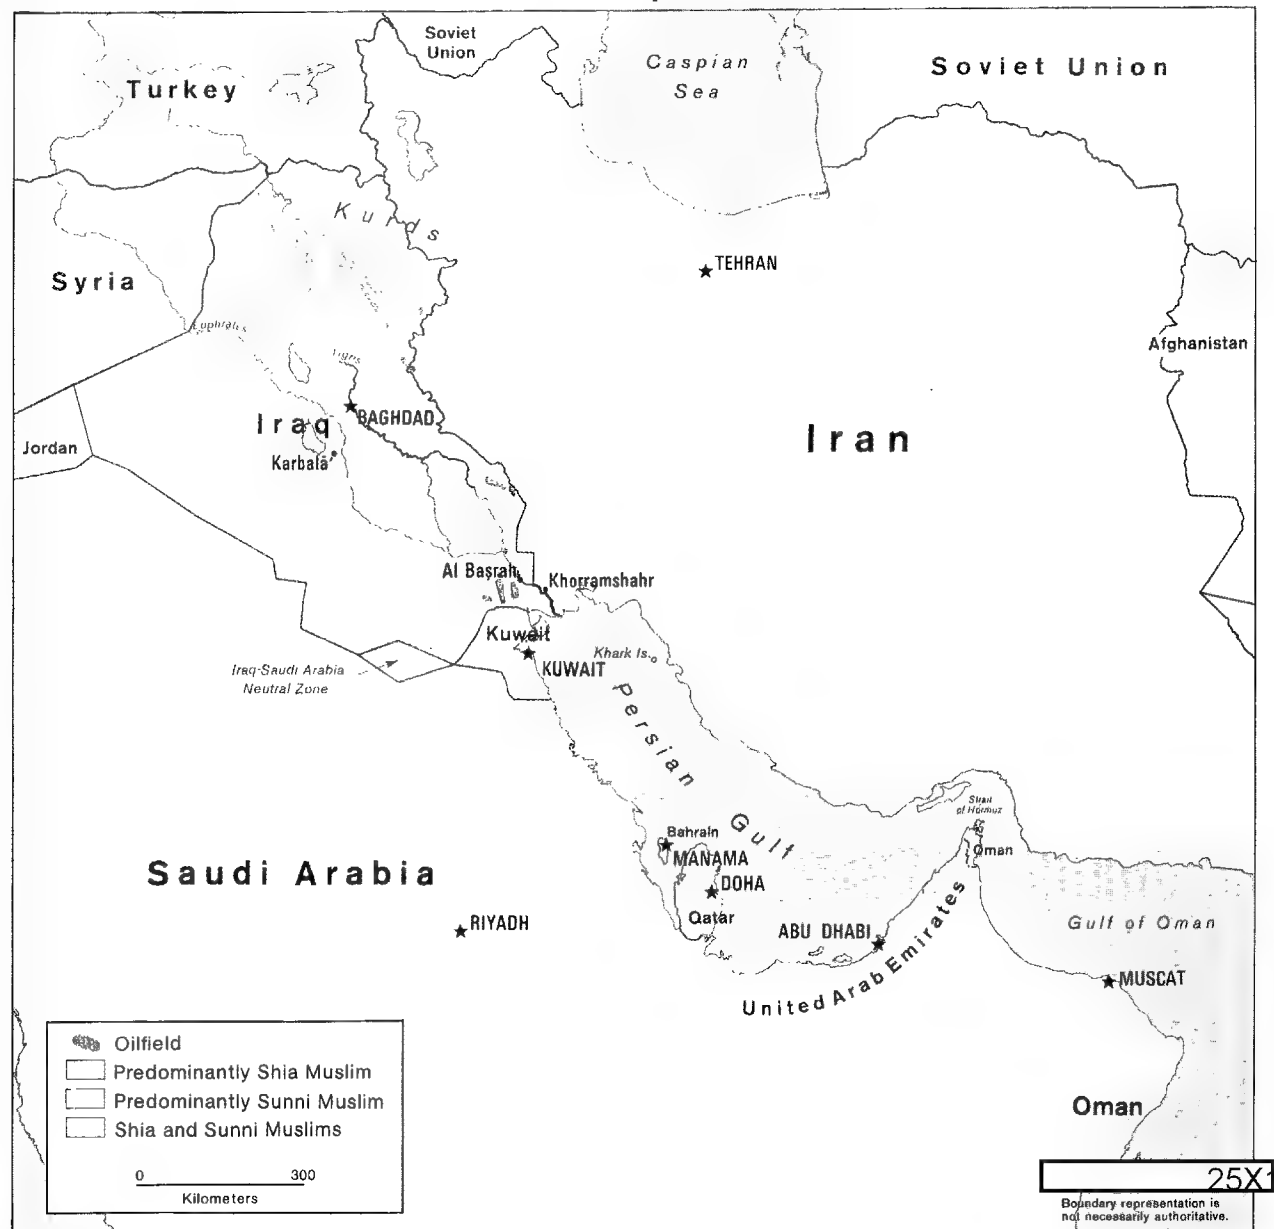 Soviet
Union
Caspian
Sea
Soviet Union
Turkey
Kurds
TEHRAN
Syria
Euphrates
Tigris
Afghanistan
BAGHDAD
Iraq
Iran
Jordan
Karbalā'
Al Başrah
Khorramshahr
Kuwait
Khark Is.
KUWAIT
Iraq-Saudi Arabia
Neutral Zone
Persian Gulf
Strait
of Hormuz
Bahrain
MANAMA
Oman
Saudi Arabia
DOHA
Qatar
RIYADH
ABU DHABI
Gulf of Oman
United Arab Emirates
MUSCAT
Oilfield
Predominantly Shia Muslim
Predominantly Sunni Muslim
Shia and Sunni Muslims
Oman
0 300
Kilometers
25X1
Boundary representation is
not necessarily authoritative.